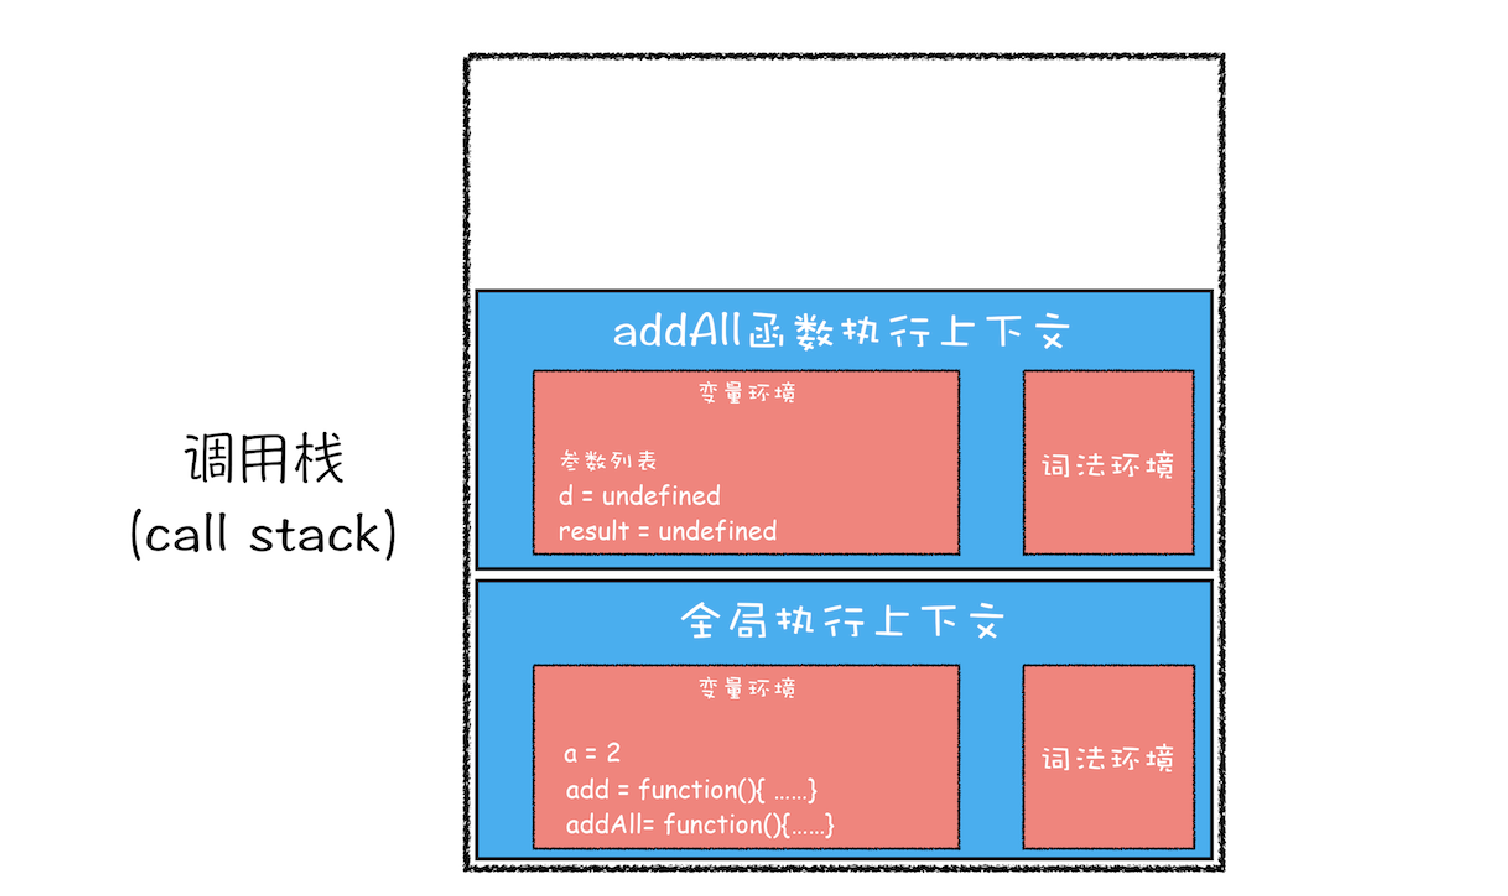 调用栈
(call stack)
addAll函数执行上下文
变量环境
参数列表
d = undefined
result = undefined
词法环境
全局执行上下文
变量环境
a = 2
add = function(){ ......}
addAll= function(){......}
词法环境